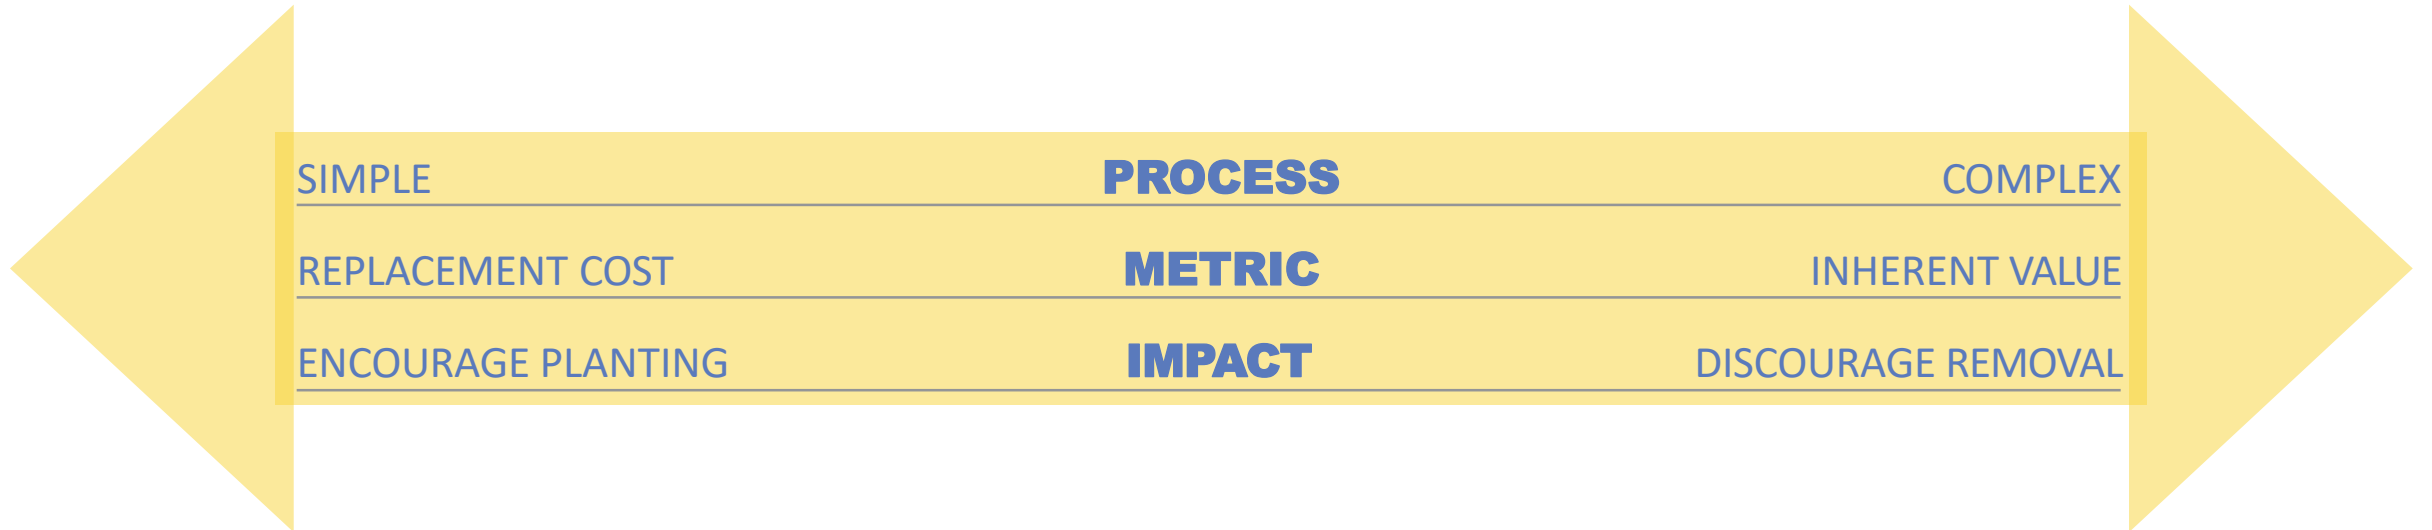 SIMPLE PROCESS COMPLEX
REPLACEMENT COST METRIC INHERENT VALUE
ENCOURAGE PLANTING IMPACT DISCOURAGE REMOVAL